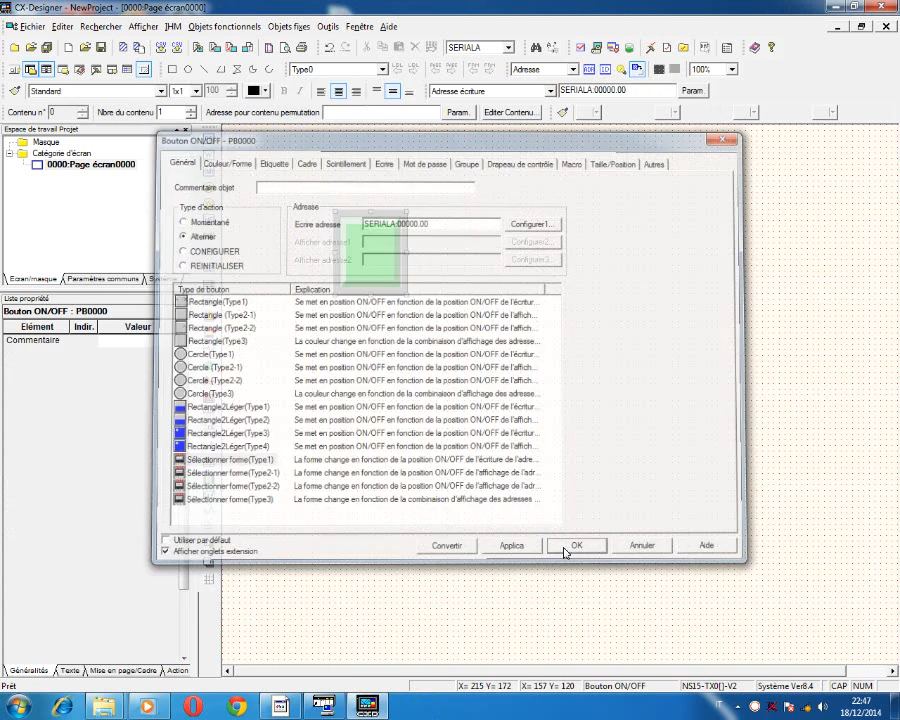 CX-Designer - NewProject - [0000:Page écran0000]
Fichier Editer Rechercher Afficher IHM Objets fonctionnels Objets fixes Outils Fenêtre Aide
SERIALA
Type0 Adresse 100%
Standard 1x1 100 B I Adresse écriture SERIALA:00000.00 Param.
Contenu n° 0 Nbre du contenu 1 Adresse pour contenu permutation Param. Editer Contenu...
Espace de travail Projet
Masque
Catégorie d'écran
0000:Page écran0000
Ecran/masque Paramètres communs
Liste propriété
Bouton ON/OFF : PB0000
Elément Indir. Valeur
Commentaire
Bouton ON/OFF - PB0000
Général Couleur/Forme Etiquette Cadre Scintillement Ecrire Mot de passe Groupe Drapeau de contrôle Macro Taille/Position Autres
Commentaire objet
Type d'action
Momentané
Alterner
CONFIGURER
REINITIALISER
Adresse
Ecrire adresse SERIALA:00000.00 Configurer1...
Afficher adresse1 Configurer2...
Afficher adresse2 Configurer3...
Type de bouton Explication
Rectangle(Type1) Se met en position ON/OFF en fonction de la position ON/OFF de l'écritur...
Rectangle (Type2-1) Se met en position ON/OFF en fonction de la position ON/OFF de l'affich...
Rectangle (Type2-2) Se met en position ON/OFF en fonction de la position ON/OFF de l'affich...
Rectangle(Type3) La couleur change en fonction de la combinaison d'affichage des adresse...
Cercle(Type1) Se met en position ON/OFF en fonction de la position ON/OFF de l'écritur...
Cercle(Type2-1) Se met en position ON/OFF en fonction de la position ON/OFF de l'affich...
Cercle (Type2-2) Se met en position ON/OFF en fonction de la position ON/OFF de l'affich...
Cercle(Type3) La couleur change en fonction de la combinaison d'affichage des adresse...
Rectangle2Léger(Type1) Se met en position ON/OFF en fonction de la position ON/OFF de l'écritur...
Rectangle2Léger(Type2) Se met en position ON/OFF en fonction de la position ON/OFF de l'affich...
Rectangle2Léger(Type3) Se met en position ON/OFF en fonction de la position ON/OFF de l'écritur...
Rectangle2Léger(Type4) Se met en position ON/OFF en fonction de la position ON/OFF de l'affich...
Sélectionner forme(Type1) La forme change en fonction de la position ON/OFF de l'écriture de l'adre...
Sélectionner forme(Type2-1) La forme change en fonction de la position ON/OFF de l'affichage de l'adr...
Sélectionner forme(Type2-2) La forme change en fonction de la position ON/OFF de l'affichage de l'adr...
Sélectionner forme(Type3) La forme change en fonction de la combinaison d'affichage des adresses ...
Utiliser par défaut
Afficher onglets extension
Convertir Applica OK Annuler Aide
Généralités Texte Mise en page/Cadre Action
Prêt X= 215 Y= 172 X= 157 Y= 120 Bouton ON/OFF NS15-TX0[]-V2 Système Ver8.4 CAP NUM
IT 22:47
18/12/2014